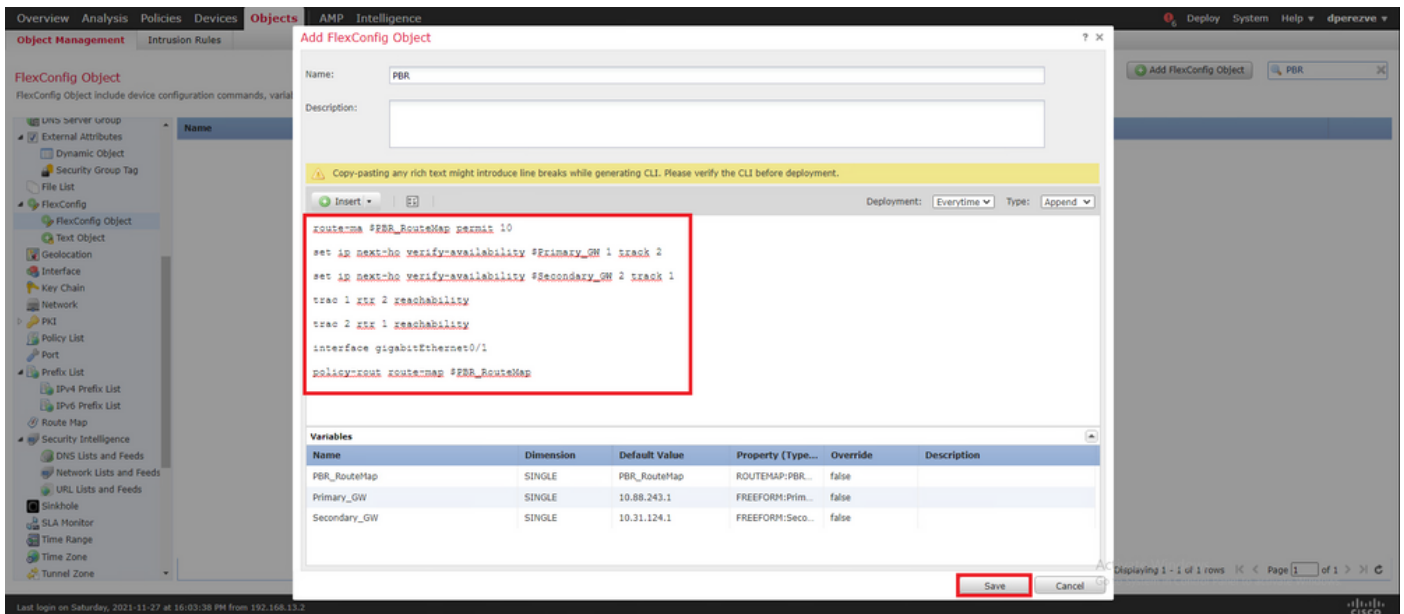 Overview Analysis Policies Devices Objects AMP Intelligence Deploy System Help dperezve
Object Management Intrusion Rules
FlexConfig Object
FlexConfig Object include device configuration commands,
Add FlexConfig Object
PBR
Name
DNS Server Group
External Attributes
Dynamic Object
Security Group Tag
File List
FlexConfig
FlexConfig Object
Text Object
Geolocation
Interface
Key Chain
Network
PKI
Policy List
Port
Prefix List
IPv4 Prefix List
IPv6 Prefix List
Route Map
Security Intelligence
DNS Lists and Feeds
Network Lists and Feeds
URL Lists and Feeds
Sinkhole
SLA Monitor
Time Range
Time Zone
Tunnel Zone
Add FlexConfig Object ? ×
Name: PBR
Description:
Copy-pasting any rich text might introduce line breaks while generating CLI. Please verify the CLI before deployment.
Insert Deployment: Everytime Type: Append
route-ma $PBR_RouteMap permit 10
set ip next-ho verify-availability $Primary_GW 1 track 2
set ip next-ho verify-availability $Secondary_GW 2 track 1
trac 1 rtr 2 reachability
trac 2 rtr 1 reachability
interface gigabitEthernet0/1
policy-rout route-map $PBR_RouteMap
Variables
Name Dimension Default Value Property (Type... Override Description
PBR_RouteMap SINGLE PBR_RouteMap ROUTEMAP:PBR... false
Primary_GW SINGLE 10.88.243.1 FREEFORM:Prim... false
Secondary_GW SINGLE 10.31.124.1 FREEFORM:Seco... false
Save Cancel
Displaying 1 - 1 of 1 rows Page 1 of 1
Last login on Saturday, 2021-11-27 at 16:03:38 PM from 192.168.13.2
CISCO